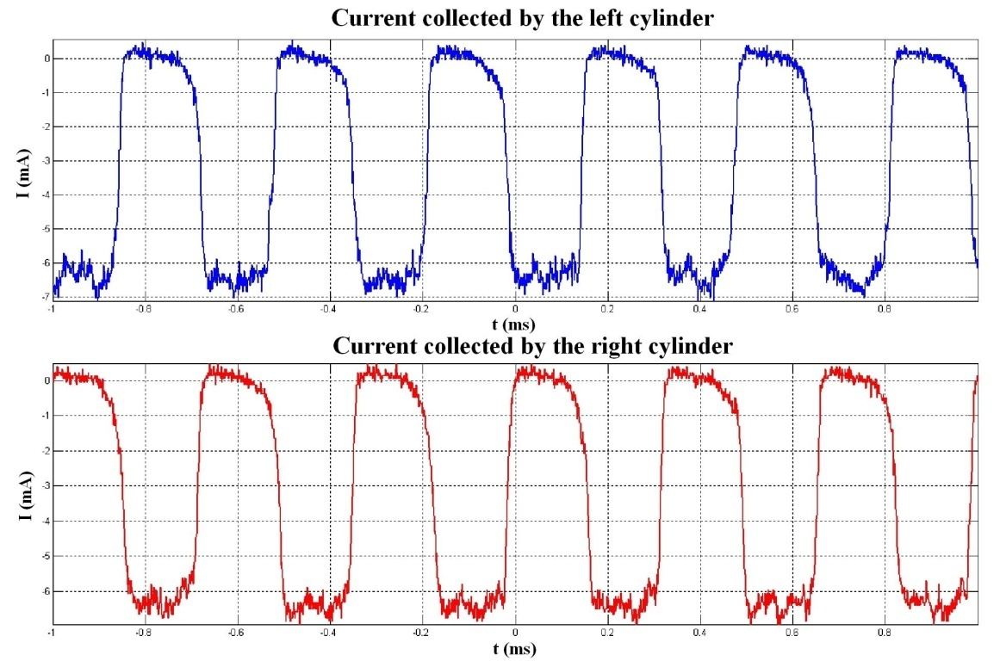 Current collected by the left cylinder
I (mA)
0
-1
-2
-3
-4
-5
-6
-7
-1 -0.8 -0.6 -0.4 -0.2 0 0.2 0.4 0.6 0.8
t (ms)
Current collected by the right cylinder
I (mA)
0
-1
-2
-3
-4
-5
-6
-1 -0.8 -0.6 -0.4 -0.2 0 0.2 0.4 0.6 0.8
t (ms)